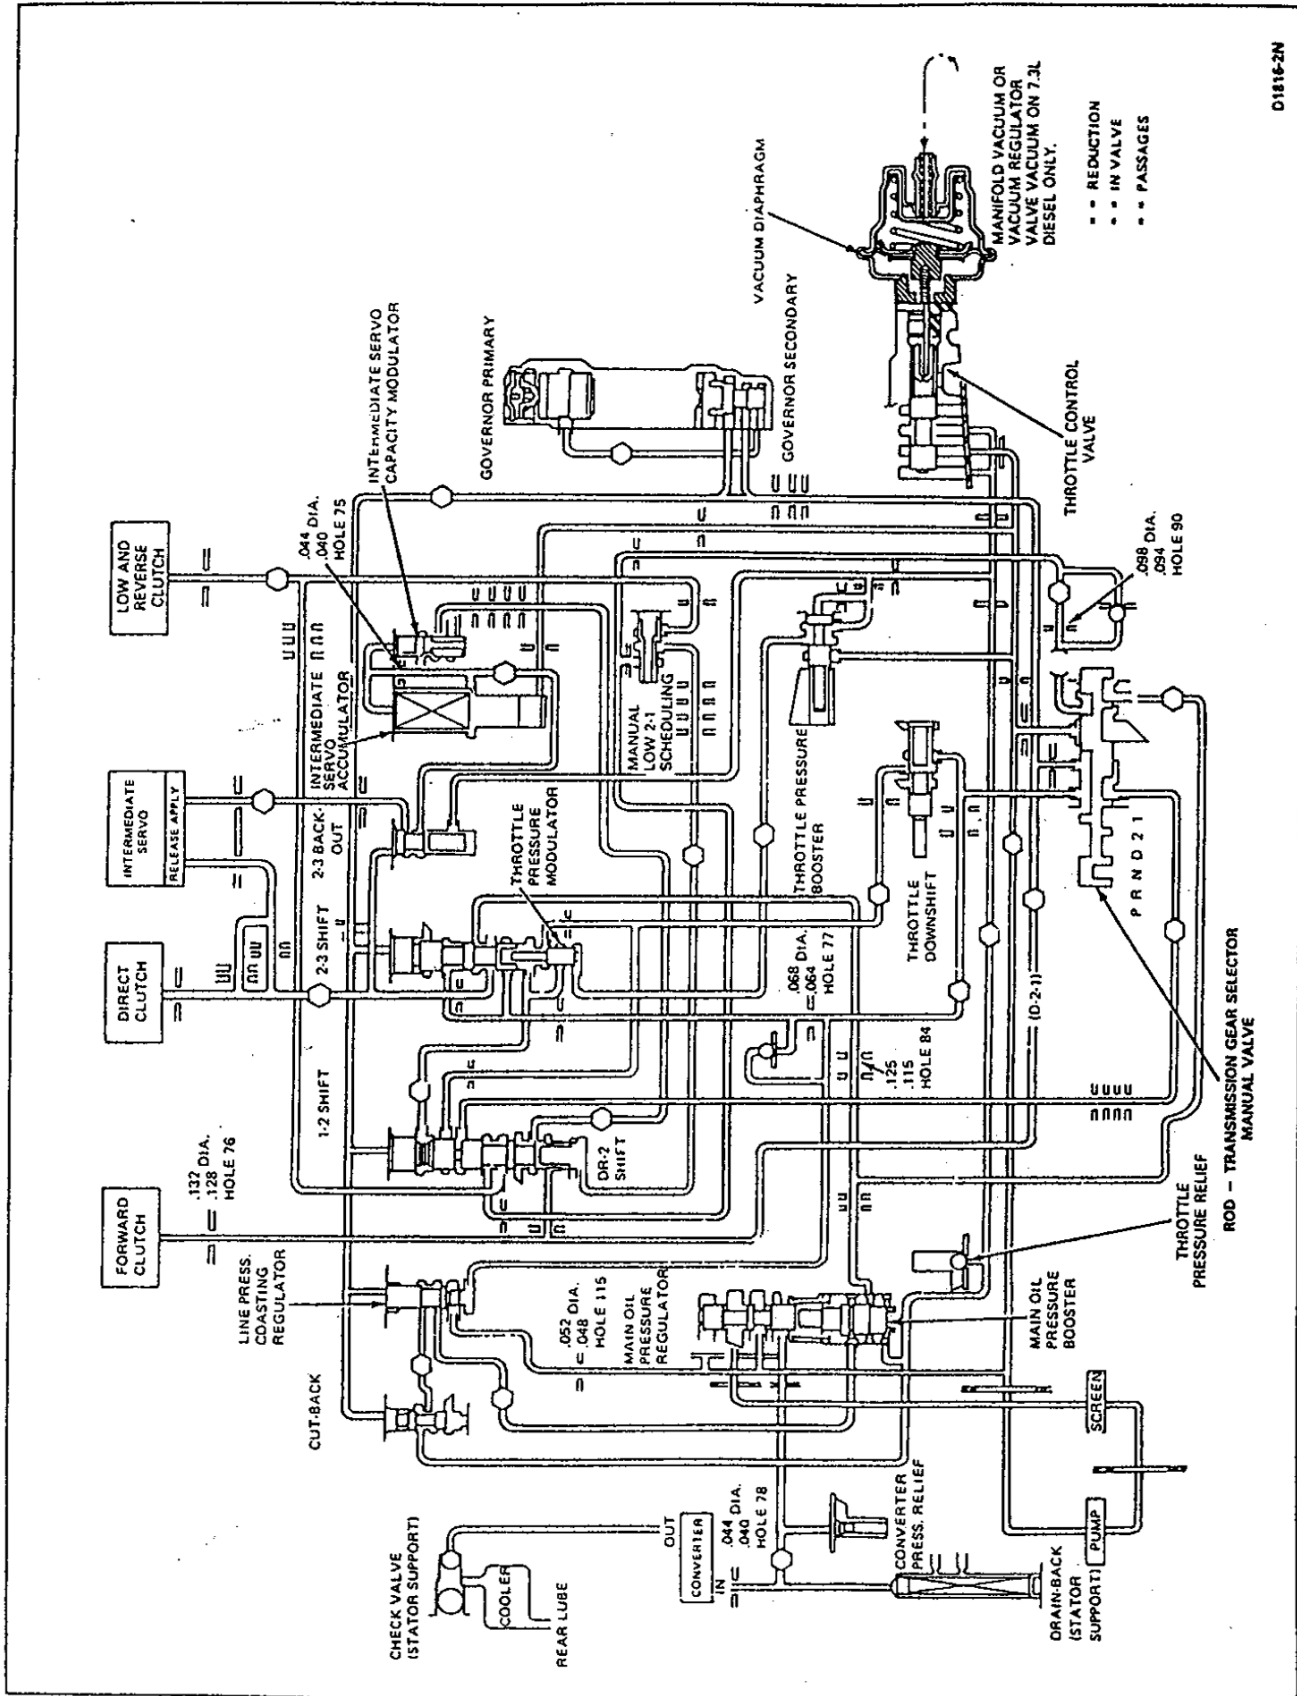 LOW AND
REVERSE
CLUTCH
INTERMEDIATE
SERVO
RELEASE APPLY
DIRECT
CLUTCH
FORWARD
CLUTCH
.132 DIA.
.128
HOLE 76
.044 DIA.
.040
HOLE 75
INTERMEDIATE SERVO
CAPACITY MODULATOR
GOVERNOR PRIMARY
GOVERNOR SECONDARY
VACUUM DIAPHRAGM
MANIFOLD VACUUM OR
VACUUM REGULATOR
VALVE VACUUM ON 7.3L
DIESEL ONLY.
= = REDUCTION
= = IN VALVE
= = PASSAGES
THROTTLE CONTROL
VALVE
.098 DIA.
.094
HOLE 90
INTERMEDIATE
SERVO
ACCUMULATOR
MANUAL
LOW 2-1
SCHEDULING
2-3 BACK-
OUT
THROTTLE
PRESSURE
MODULATOR
2-3 SHIFT
1-2 SHIFT
DR-2
SHIFT
THROTTLE PRESSURE
BOOSTER
THROTTLE
DOWNSHIFT
.068 DIA.
.064
HOLE 77
.125
.115
HOLE 84
(D-2-1)
P R N D 2 1
ROD – TRANSMISSION GEAR SELECTOR
MANUAL VALVE
THROTTLE
PRESSURE RELIEF
LINE PRESS.
COASTING
REGULATOR
CUT-BACK
.052 DIA.
.048
HOLE 115
MAIN OIL
PRESSURE
REGULATOR
MAIN OIL
PRESSURE
BOOSTER
SCREEN
PUMP
CHECK VALVE
(STATOR SUPPORT)
COOLER
REAR LUBE
OUT
CONVERTER
IN
.044 DIA.
.040
HOLE 78
CONVERTER
PRESS. RELIEF
DRAIN-BACK
(STATOR
SUPPORT)
D1816-2N